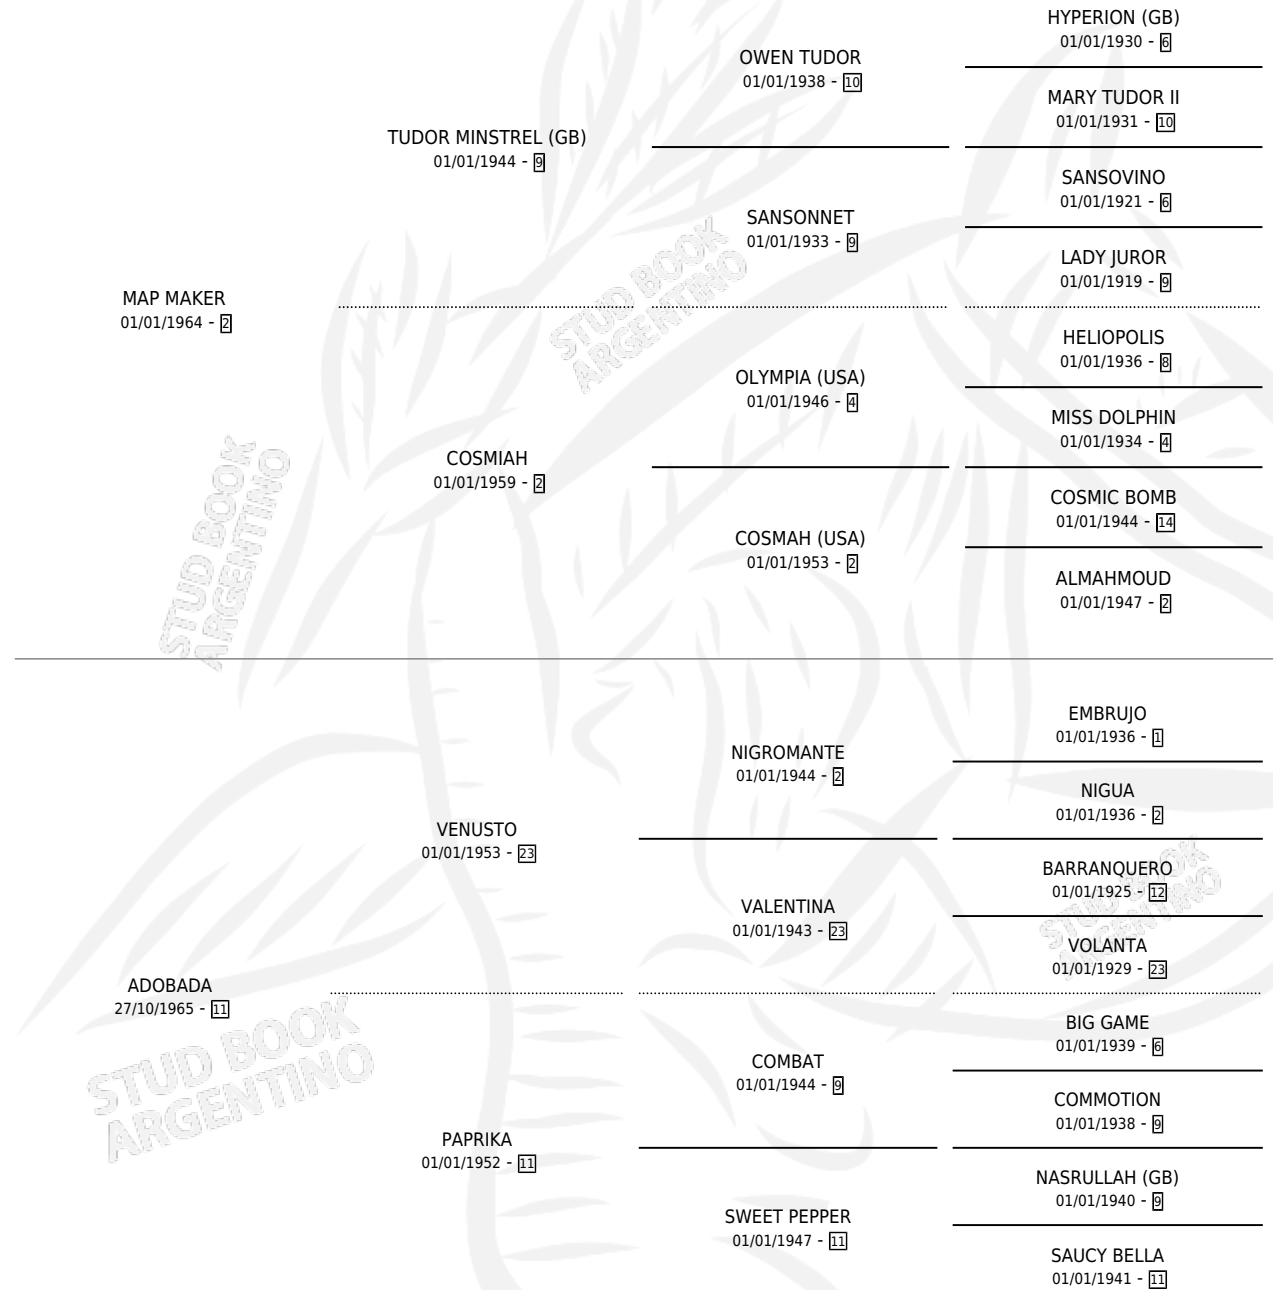 HYPERION (GB)
01/01/1930 - 6
OWEN TUDOR
01/01/1938 - 10
MARY TUDOR II
01/01/1931 - 10
TUDOR MINSTREL (GB)
01/01/1944 - 9
SANSOVINO
01/01/1921 - 6
SANSONNET
01/01/1933 - 9
LADY JUROR
01/01/1919 - 9
MAP MAKER
01/01/1964 - 2
STUD BOOK
ARGENTINO
HELIOPOLIS
01/01/1936 - 8
OLYMPIA (USA)
01/01/1946 - 4
MISS DOLPHIN
01/01/1934 - 4
COSMIAH
01/01/1959 - 2
COSMIC BOMB
01/01/1944 - 14
COSMAH (USA)
01/01/1953 - 2
ALMAHMOUD
01/01/1947 - 2
STUD BOOK
ARGENTINO
EMBRUJO
01/01/1936 - 1
NIGROMANTE
01/01/1944 - 2
NIGUA
01/01/1936 - 2
VENUSTO
01/01/1953 - 23
BARRANQUERO
01/01/1925 - 12
VALENTINA
01/01/1943 - 23
STUD BOOK
ARGENTINO
VOLANTA
01/01/1929 - 23
ADOBADA
27/10/1965 - 11
STUD BOOK
ARGENTINO
BIG GAME
01/01/1939 - 6
COMBAT
01/01/1944 - 9
COMMOTION
01/01/1938 - 9
PAPRIKA
01/01/1952 - 11
NASRULLAH (GB)
01/01/1940 - 9
SWEET PEPPER
01/01/1947 - 11
SAUCY BELLA
01/01/1941 - 11